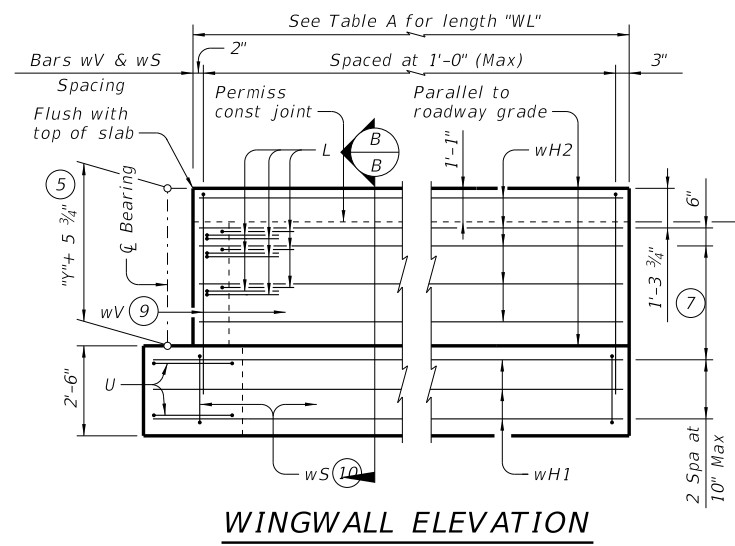 See Table A for length "WL"
2"
Bars wV & wS
Spacing
Spaced at 1'-0" (Max)
3"
Flush with
top of slab
Permiss
const joint
Parallel to
roadway grade
L
B
B
1'-1"
wH2
5
"Y"+ 5 ¾"
℄ Bearing
6"
1'-3 ¾"
7
wV 9
2'-6"
U
wS 10
wH1
2 Spa at
10" Max
WINGWALL ELEVATION